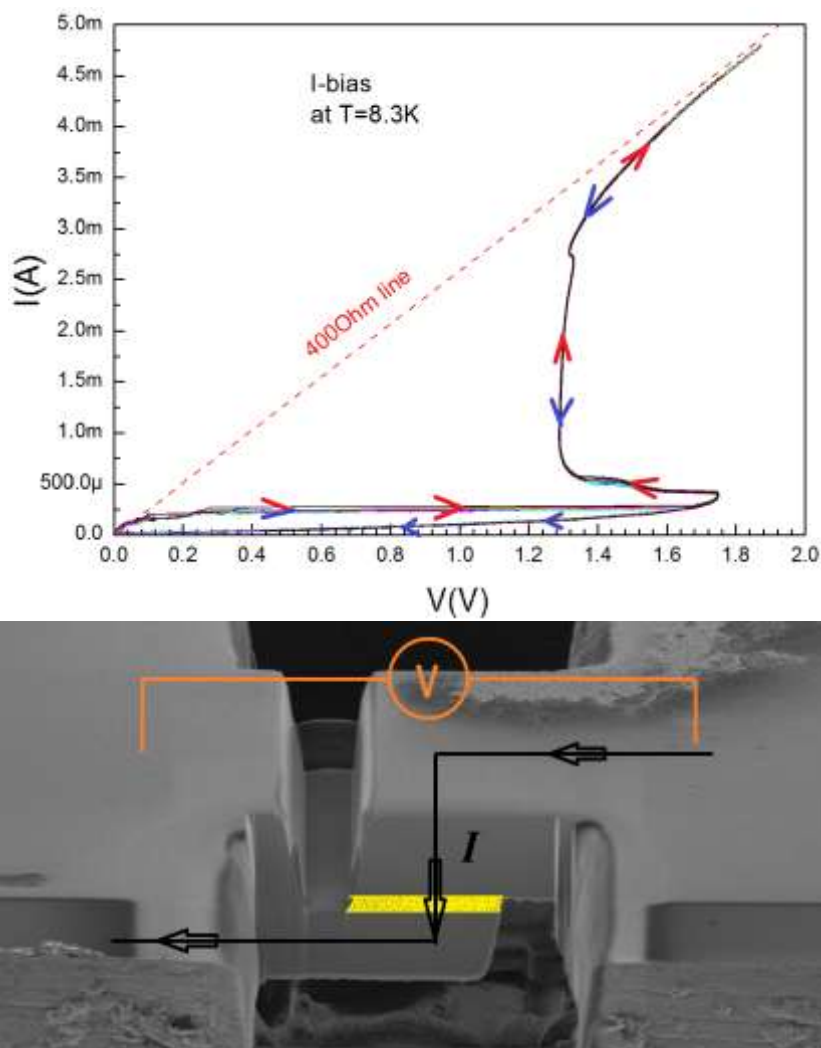 5.0m
4.5m
4.0m
3.5m
3.0m
2.5m
2.0m
1.5m
1.0m
500.0µ
0.0
I(A)
I-bias
at T=8.3K
400Ohm line
0.0 0.2 0.4 0.6 0.8 1.0 1.2 1.4 1.6 1.8 2.0
V(V)
V
I